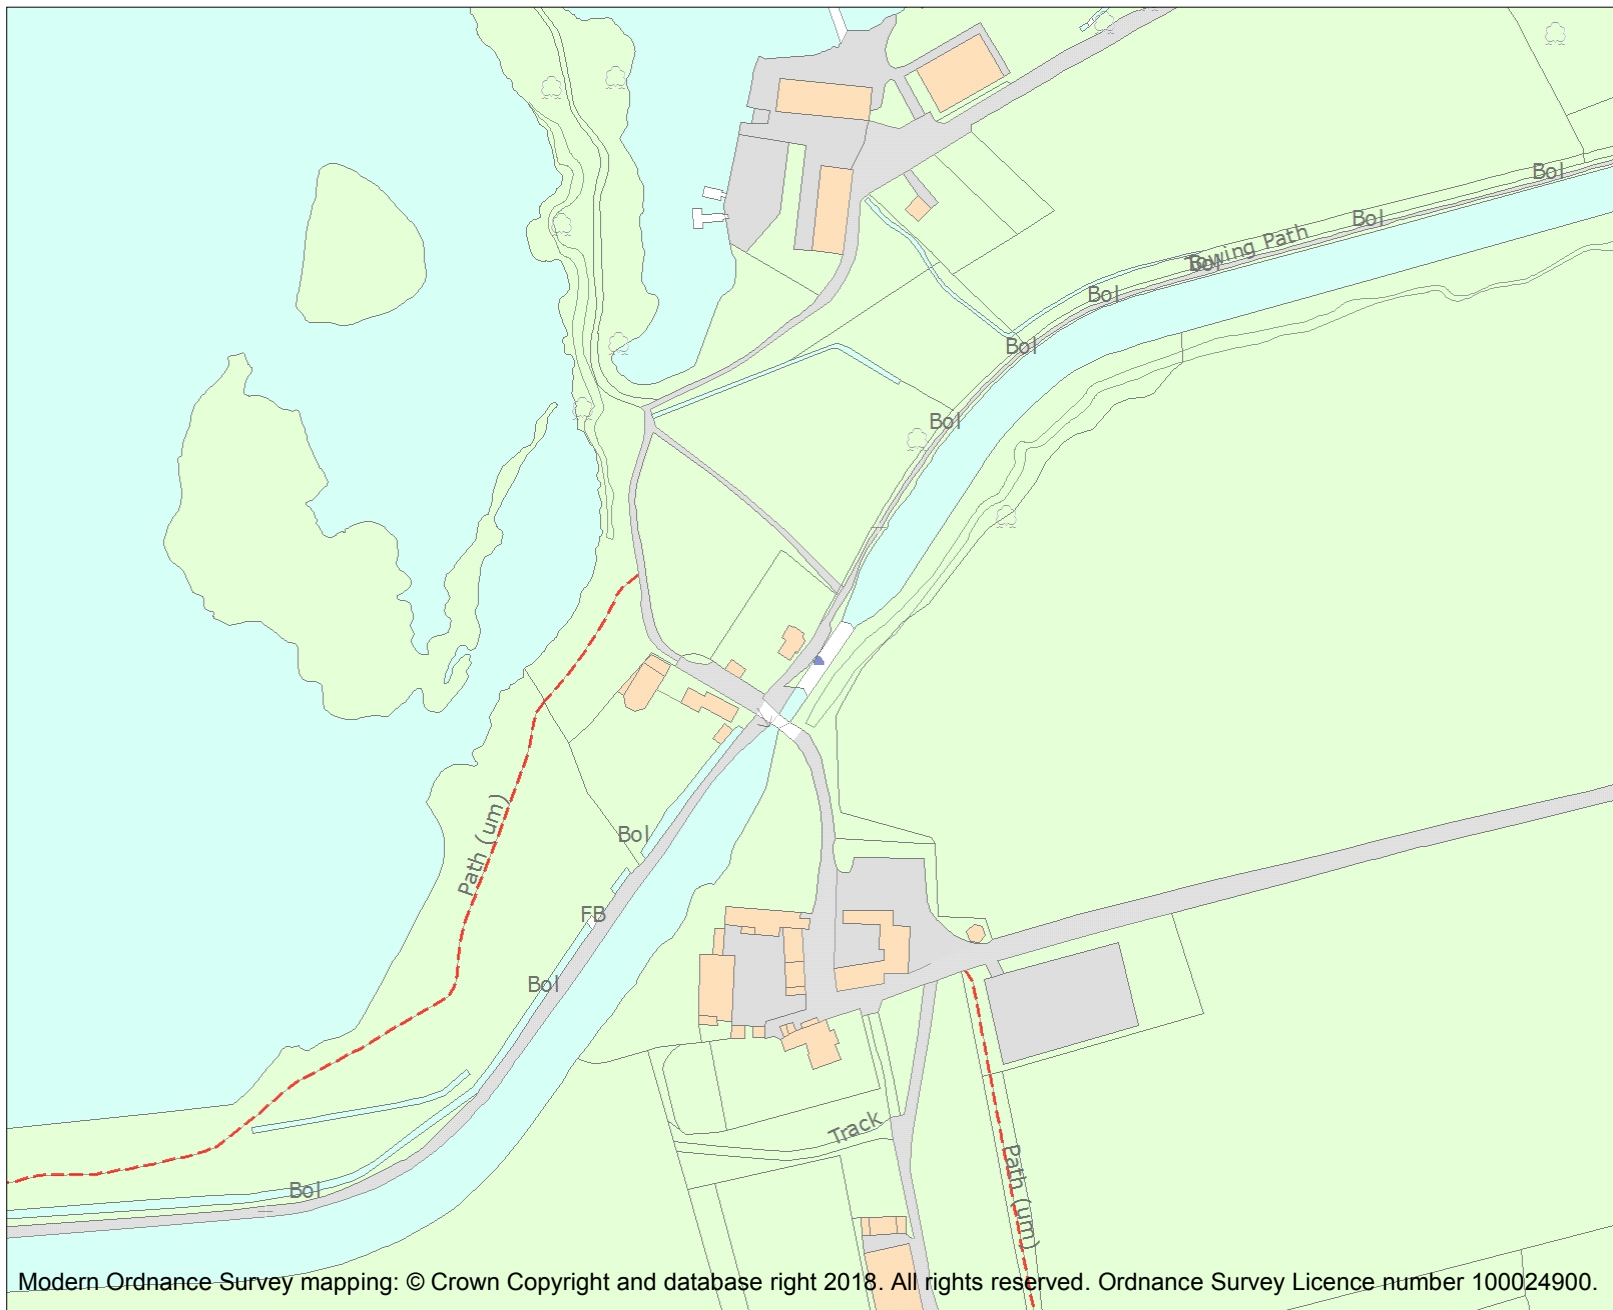 Bol
Bol
Towing Path
Bol
Bol
Bol
Bol
Path (um)
Bol
FB
Bol
Track
Path (um)
Bol
Modern Ordnance Survey mapping: © Crown Copyright and database right 2018. All rights reserved. Ordnance Survey Licence number 100024900.